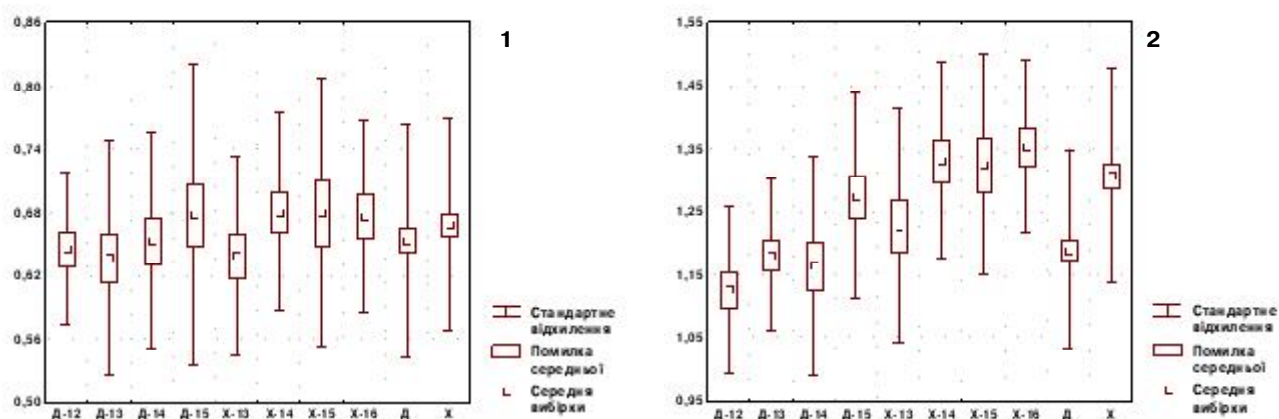 0,86
0,80
0,74
0,68
0,62
0,56
0,50
Д-12 Д-13 Д-14 Д-15 Х-13 Х-14 Х-15 Х-16 Д Х
1
Стандартне
відхилення
Помилка
середньої
Середня
вибірки
1,55
1,45
1,35
1,25
1,15
1,05
0,95
Д-12 Д-13 Д-14 Д-15 Х-13 Х-14 Х-15 Х-16 Д Х
2
Стандартне
відхилення
Помилка
середньої
Середня
вибірки